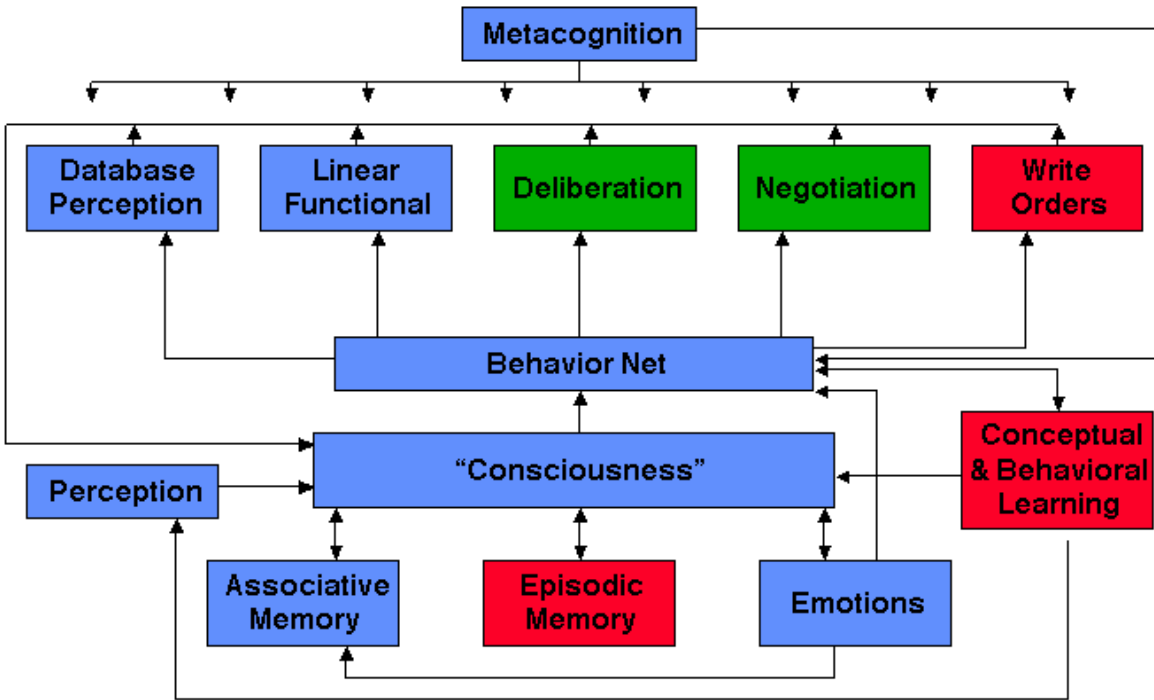 Metacognition
Database
Perception
Linear
Functional
Deliberation
Negotiation
Write
Orders
Behavior Net
“Consciousness”
Conceptual
& Behavioral
Learning
Perception
Associative
Memory
Episodic
Memory
Emotions